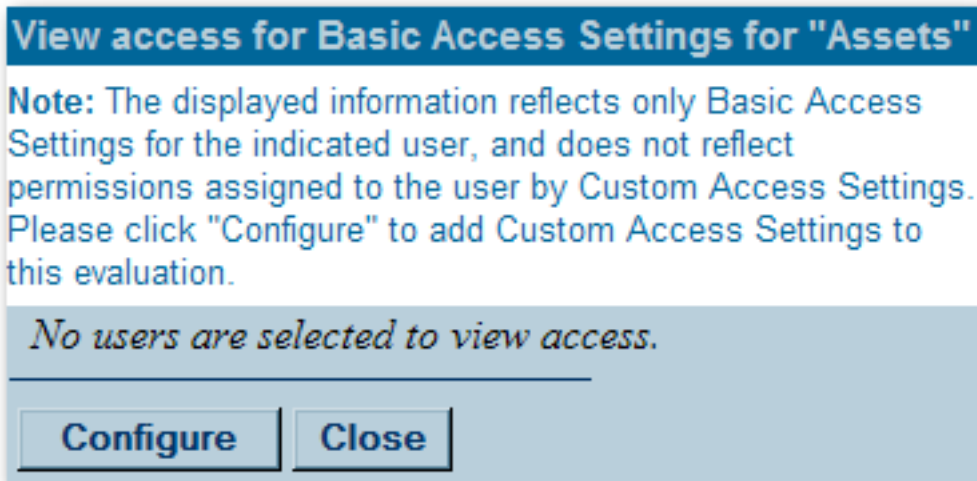 View access for Basic Access Settings for "Assets"
Note: The displayed information reflects only Basic Access
Settings for the indicated user, and does not reflect
permissions assigned to the user by Custom Access Settings.
Please click "Configure" to add Custom Access Settings to
this evaluation.
No users are selected to view access.
Configure Close